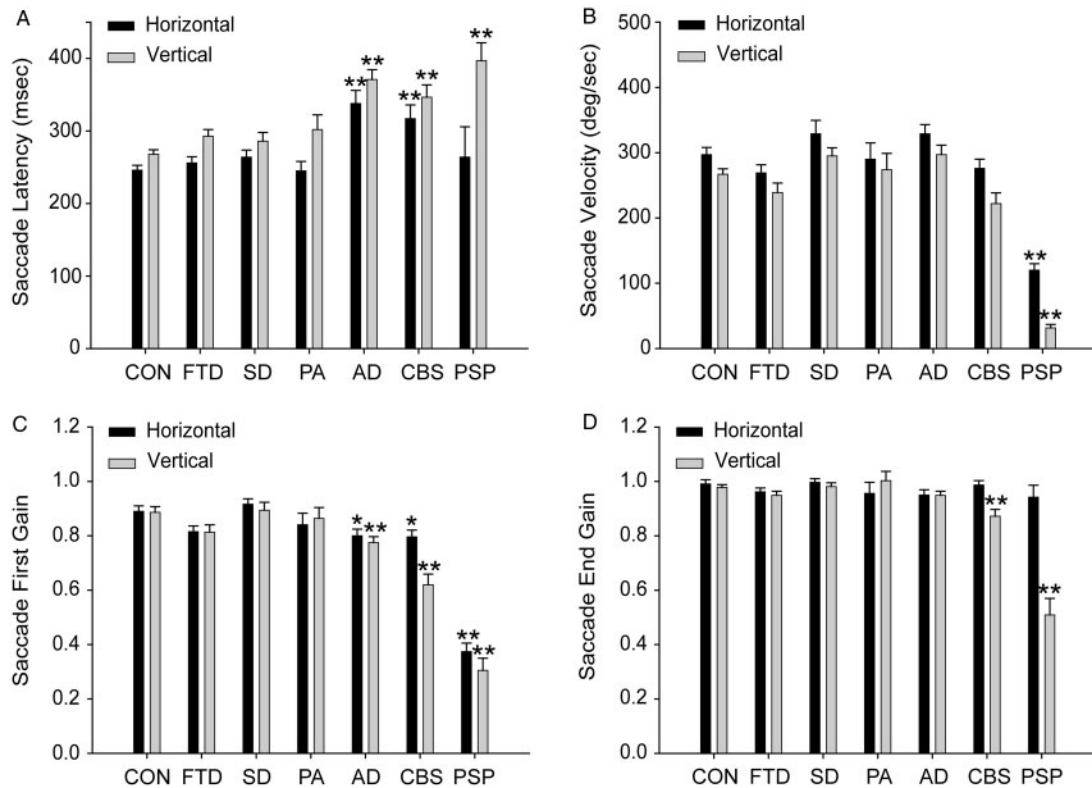 A
Horizontal
Vertical
Saccade Latency (msec)
400
300
200
100
0
** ** ** ** **
CON FTD SD PA AD CBS PSP
B
Horizontal
Vertical
Saccade Velocity (deg/sec)
500
400
300
200
100
0
** **
CON FTD SD PA AD CBS PSP
C
Horizontal
Vertical
Saccade First Gain
1.2
1.0
0.8
0.6
0.4
0.2
0.0
* ** * ** ** **
CON FTD SD PA AD CBS PSP
D
Horizontal
Vertical
Saccade End Gain
1.2
1.0
0.8
0.6
0.4
0.2
0.0
** **
CON FTD SD PA AD CBS PSP